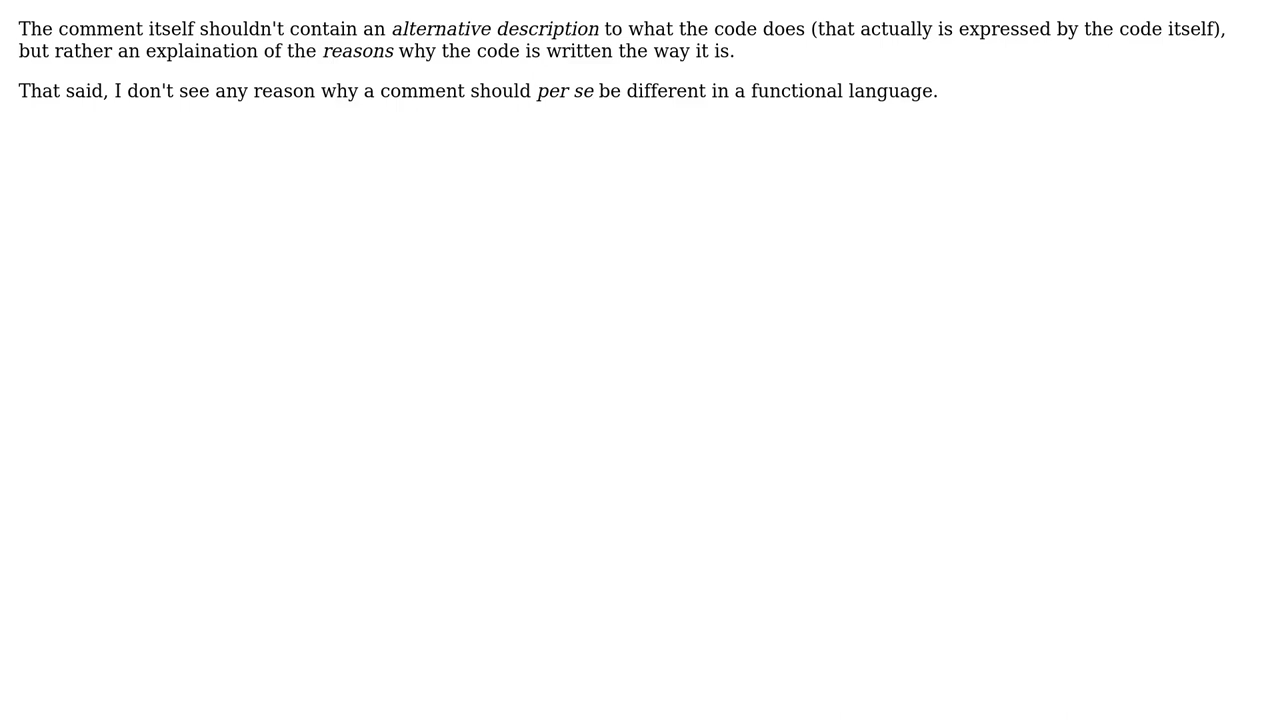 The comment itself shouldn't contain an alternative description to what the code does (that actually is expressed by the code itself),
but rather an explaination of the reasons why the code is written the way it is.
That said, I don't see any reason why a comment should per se be different in a functional language.